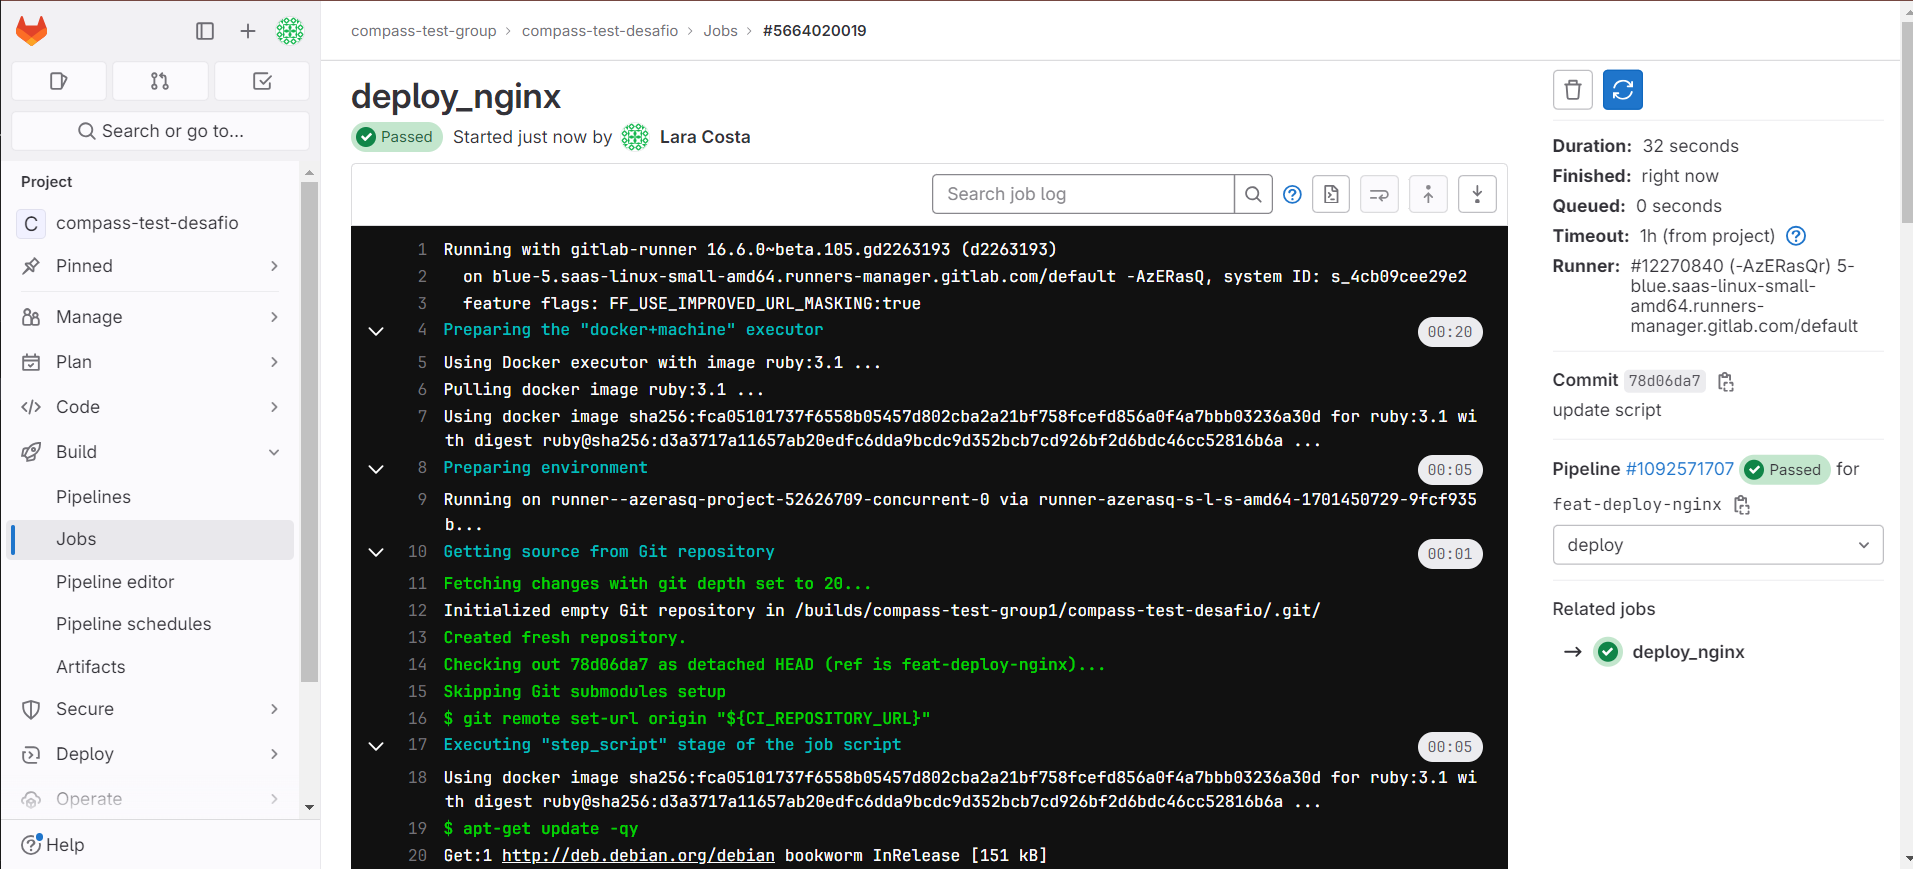 compass-test-group > compass-test-desafio > Jobs > #5664020019
Search or go to...
Project
C compass-test-desafio
Pinned
Manage
Plan
Code
Build
Pipelines
Jobs
Pipeline editor
Pipeline schedules
Artifacts
Secure
Deploy
Operate
Help
deploy_nginx
Passed Started just now by Lara Costa
Search job log
1 Running with gitlab-runner 16.6.0~beta.105.gd2263193 (d2263193)
2 on blue-5.saas-linux-small-amd64.runners-manager.gitlab.com/default -AzERasQ, system ID: s_4cb09cee29e2
3 feature flags: FF_USE_IMPROVED_URL_MASKING:true
4 Preparing the "docker+machine" executor 00:20
5 Using Docker executor with image ruby:3.1 ...
6 Pulling docker image ruby:3.1 ...
7 Using docker image sha256:fca05101737f6558b05457d802cba2a21bf758fcefd856a0f4a7bbb03236a30d for ruby:3.1 wi
th digest ruby@sha256:d3a3717a11657ab20edfc6dda9bcdc9d352bcb7cd926bf2d6bdc46cc52816b6a ...
8 Preparing environment 00:05
9 Running on runner--azerasq-project-52626709-concurrent-0 via runner-azerasq-s-l-s-amd64-1701450729-9fcf935
b...
10 Getting source from Git repository 00:01
11 Fetching changes with git depth set to 20...
12 Initialized empty Git repository in /builds/compass-test-group1/compass-test-desafio/.git/
13 Created fresh repository.
14 Checking out 78d06da7 as detached HEAD (ref is feat-deploy-nginx)...
15 Skipping Git submodules setup
16 $ git remote set-url origin "${CI_REPOSITORY_URL}"
17 Executing "step_script" stage of the job script 00:05
18 Using docker image sha256:fca05101737f6558b05457d802cba2a21bf758fcefd856a0f4a7bbb03236a30d for ruby:3.1 wi
th digest ruby@sha256:d3a3717a11657ab20edfc6dda9bcdc9d352bcb7cd926bf2d6bdc46cc52816b6a ...
19 $ apt-get update -qy
20 Get:1 http://deb.debian.org/debian bookworm InRelease [151 kB]
Duration: 32 seconds
Finished: right now
Queued: 0 seconds
Timeout: 1h (from project)
Runner: #12270840 (-AzERasQr) 5-
blue.saas-linux-small-
amd64.runners-
manager.gitlab.com/default
Commit 78d06da7
update script
Pipeline #1092571707 Passed for
feat-deploy-nginx
deploy
Related jobs
→ deploy_nginx